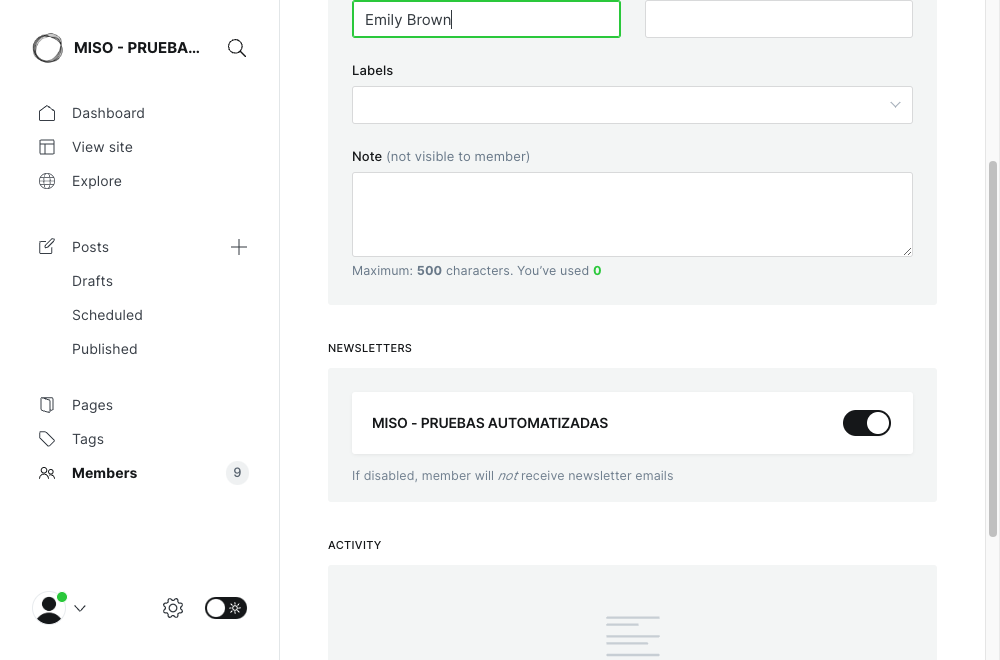 MISO - PRUEBA...
Dashboard
View site
Explore
Posts
Drafts
Scheduled
Published
Pages
Tags
Members
9
Emily Brown
Labels
Note (not visible to member)
Maximum: 500 characters. You’ve used 0
NEWSLETTERS
MISO - PRUEBAS AUTOMATIZADAS
If disabled, member will not receive newsletter emails
ACTIVITY